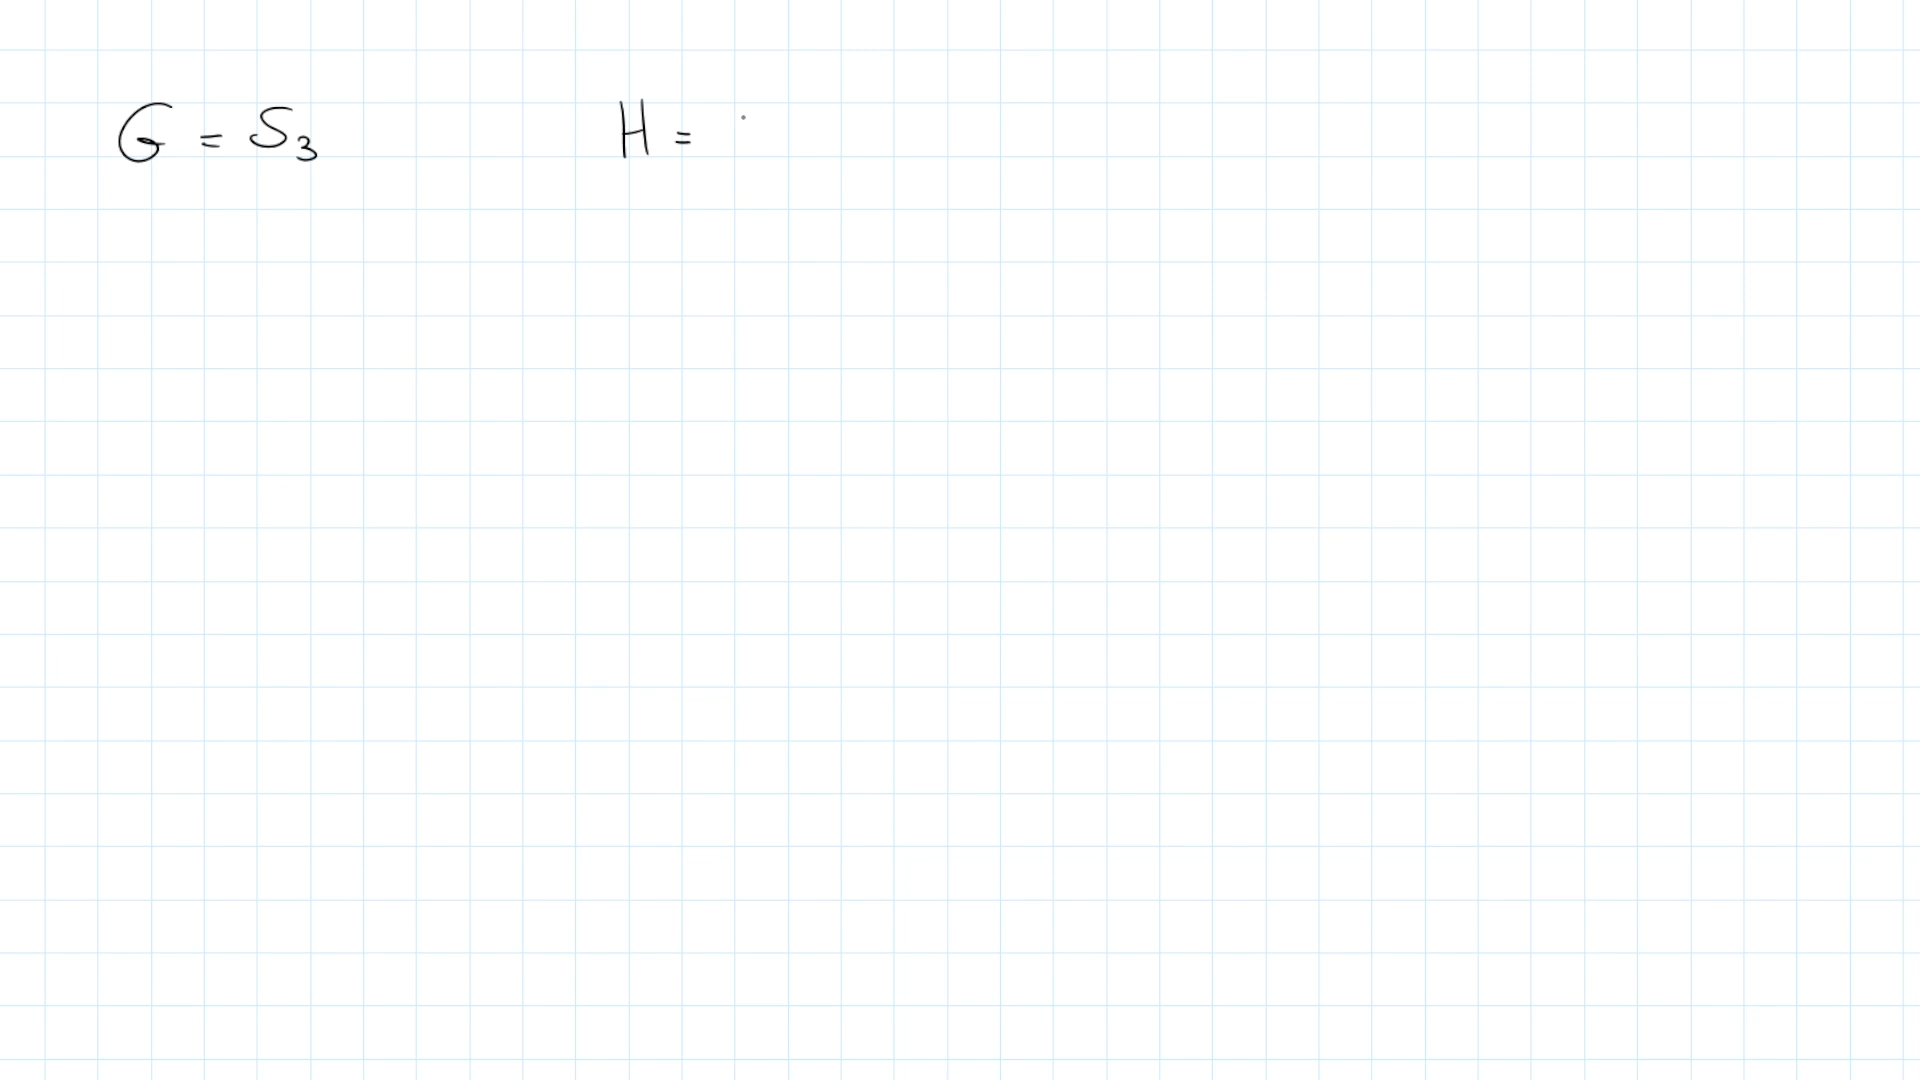 G = S₃ H =